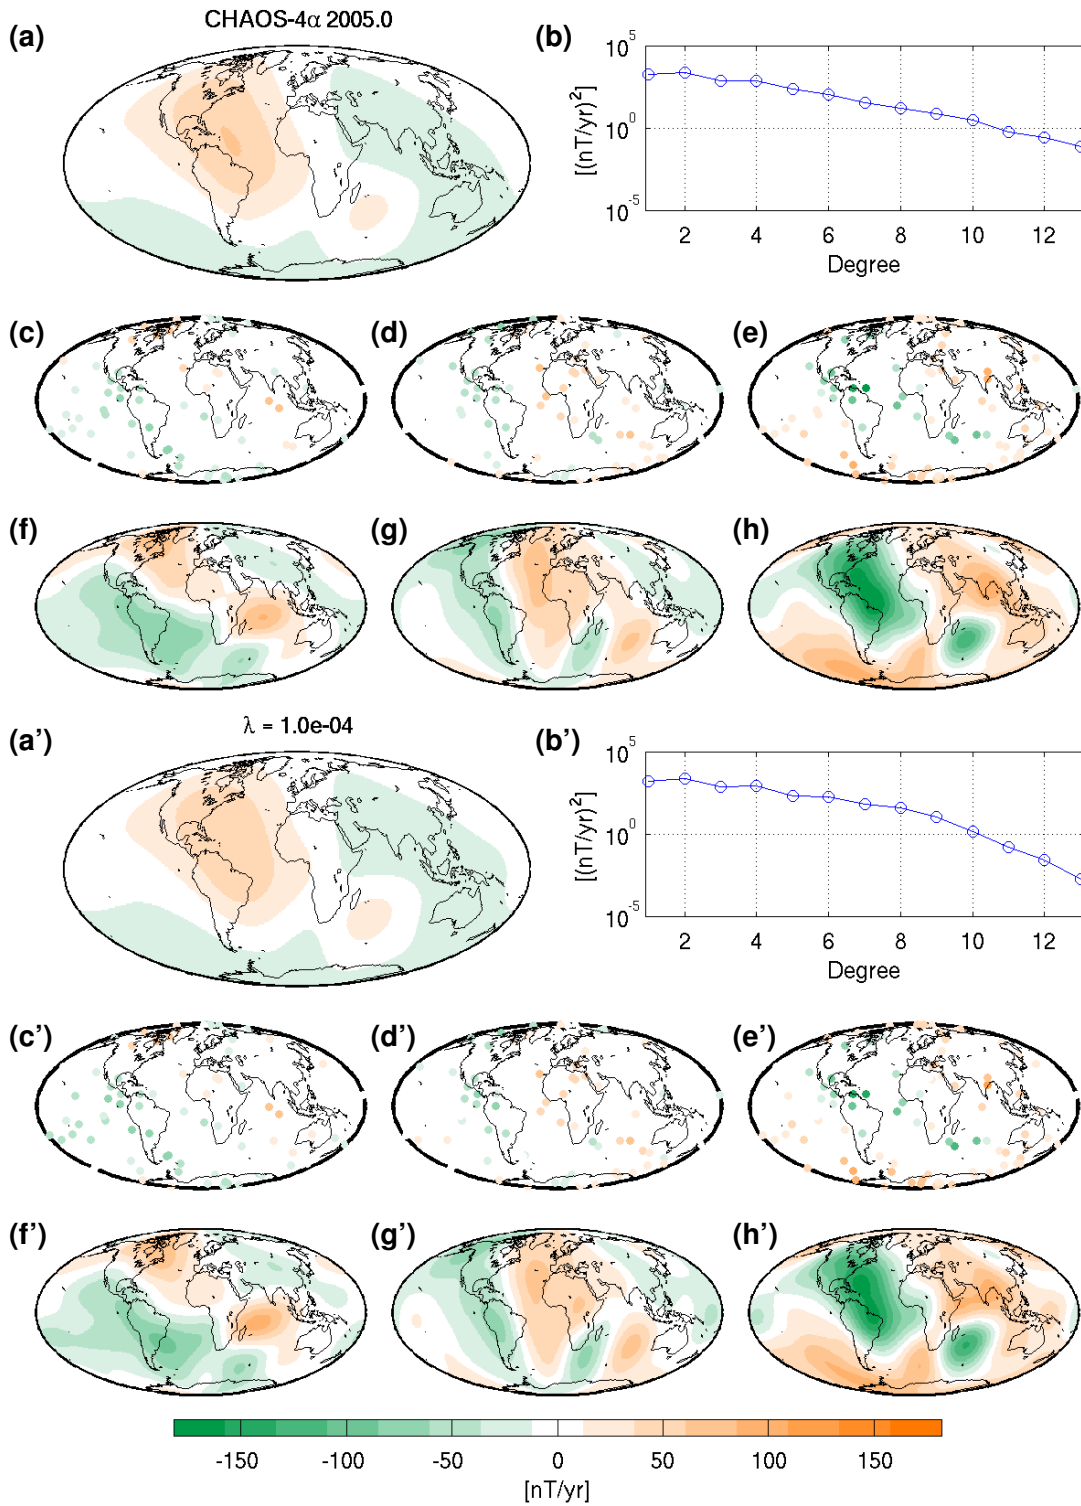 CHAOS-4α 2005.0
(a)
(b)
10^5
10^0
10^-5
[(nT/yr)^2]
2 4 6 8 10 12
Degree
(c) (d) (e)
(f) (g) (h)
λ = 1.0e-04
(a’)
(b’)
10^5
10^0
10^-5
[(nT/yr)^2]
2 4 6 8 10 12
Degree
(c’) (d’) (e’)
(f’) (g’) (h’)
-150 -100 -50 0 50 100 150
[nT/yr]